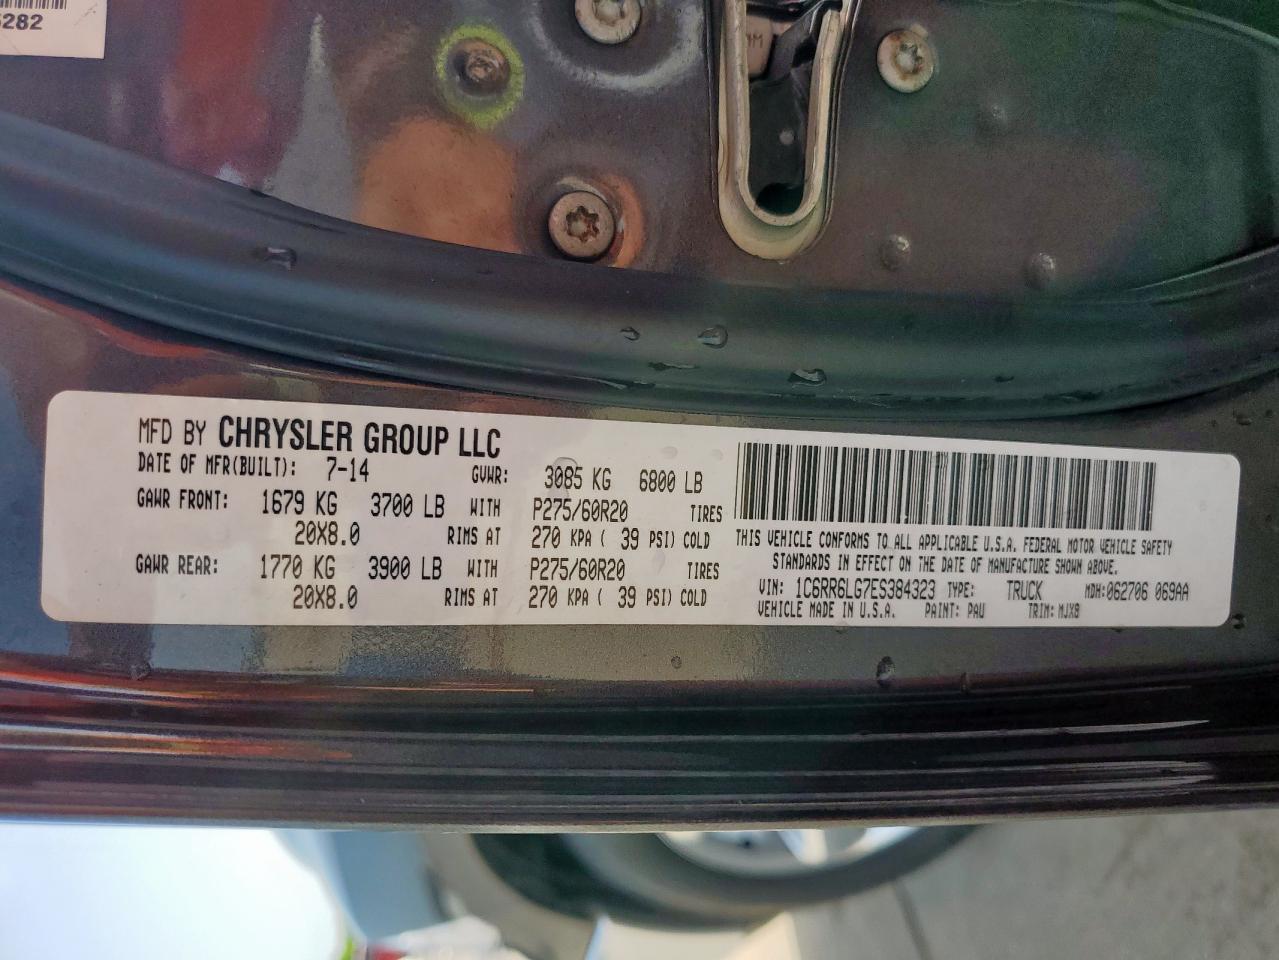 282
MFD BY CHRYSLER GROUP LLC
DATE OF MFR(BUILT): 7-14 GVWR: 3085 KG 6800 LB
GAWR FRONT: 1679 KG 3700 LB WITH P275/60R20 TIRES
20X8.0 RIMS AT 270 KPA ( 39 PSI) COLD
GAWR REAR: 1770 KG 3900 LB WITH P275/60R20 TIRES
20X8.0 RIMS AT 270 KPA ( 39 PSI) COLD
THIS VEHICLE CONFORMS TO ALL APPLICABLE U.S.A. FEDERAL MOTOR VEHICLE SAFETY
STANDARDS IN EFFECT ON THE DATE OF MANUFACTURE SHOWN ABOVE.
VIN: 1C6RR6LG7ES384323 TYPE: TRUCK MDH:062706 069AA
VEHICLE MADE IN U.S.A. PAINT: PAU TRIM: MJX8